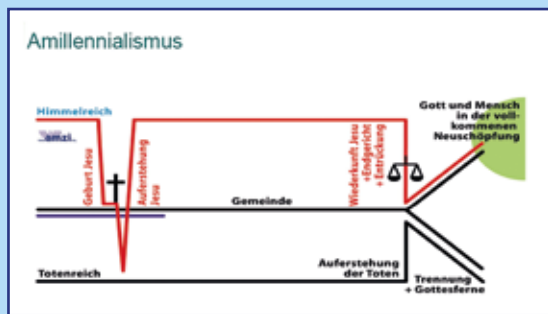 Amillennialismus
Himmelreich
Geburt Jesu
Auferstehung
Jesu
Wiederkunft Jesu
+Endgericht
+ Entrückung
Gott und Mensch
in der voll-
kommenen
Neuschöpfung
Gemeinde
Totenreich
Auferstehung
der Toten
Trennung
+ Gottesferne